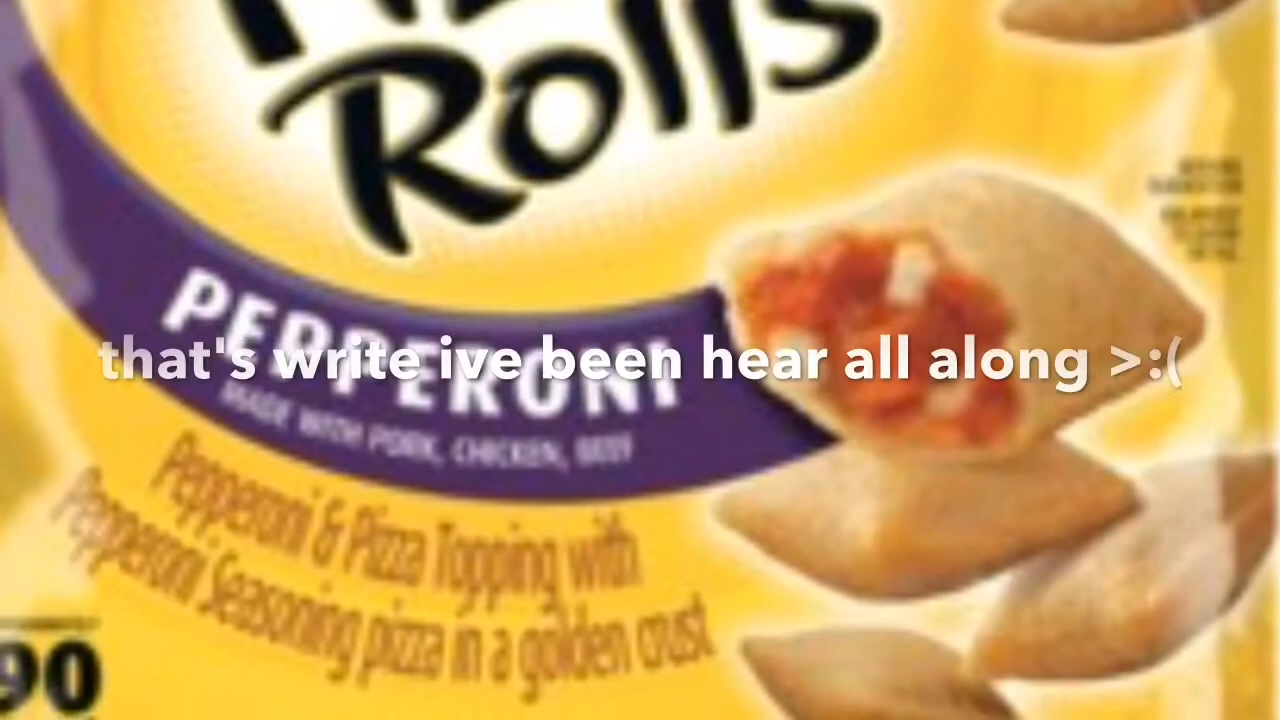 Rolls
PEPPERONI
that's write ive been hear all along >:(
MADE WITH PORK, CHICKEN, BEEF
Pepperoni & Pizza Topping with
Pepperoni Seasoning pizza in a golden crust
90